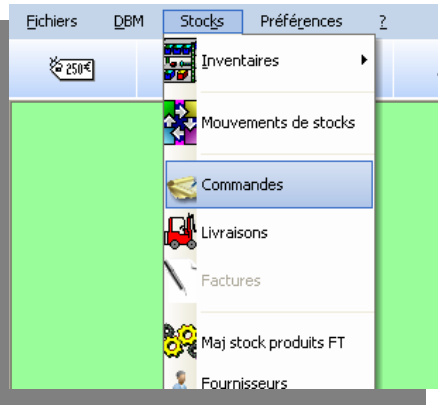 Fichiers DBM Stocks Préférences ?
250€
Inventaires
Mouvements de stocks
Commandes
Livraisons
Factures
Maj stock produits FT
Fournisseurs